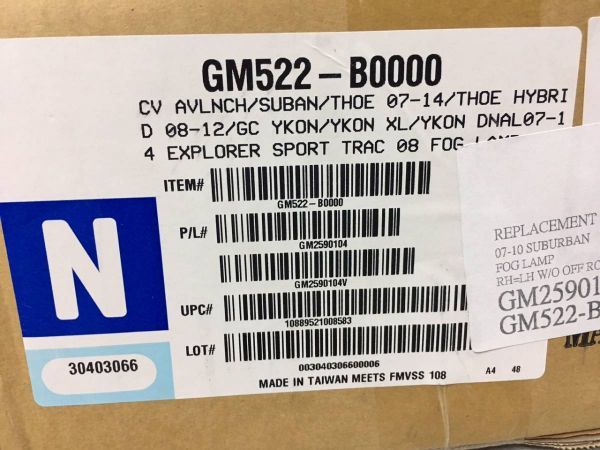 GM522-B0000
CV AVLNCH/SUBAN/THOE 07-14/THOE HYBRI
D 08-12/GC YKON/YKON XL/YKON DNAL07-1
4 EXPLORER SPORT TRAC 08 FOG
ITEM#
GM522-B0000
P/L#
GM2590104
GM2590104V
UPC#
10889521008583
LOT#
003040306600006
MADE IN TAIWAN MEETS FMVSS 108
A4 48
N
30403066
REPLACEMENT
07-10 SUBURBAN
FOG LAMP
RH=LH W/O OFF
GM25901
GM522-B